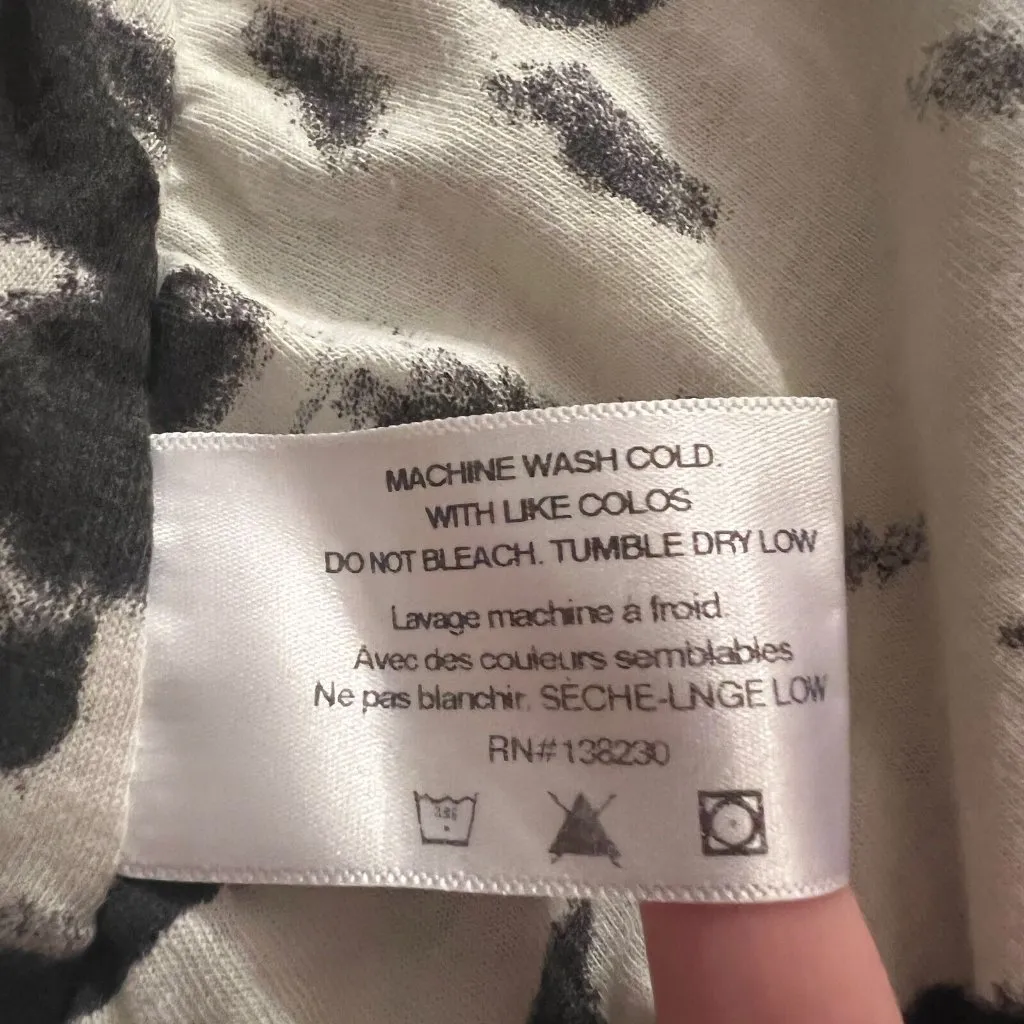 MACHINE WASH COLD.
WITH LIKE COLOS
DO NOT BLEACH. TUMBLE DRY LOW
Lavage machine à froid.
Avec des couleurs semblables
Ne pas blanchir. SÈCHE-LNGE LOW
RN#138230